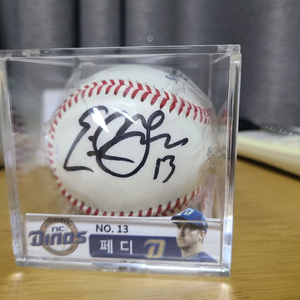 13
NC
DINOS
NO. 13
페 디